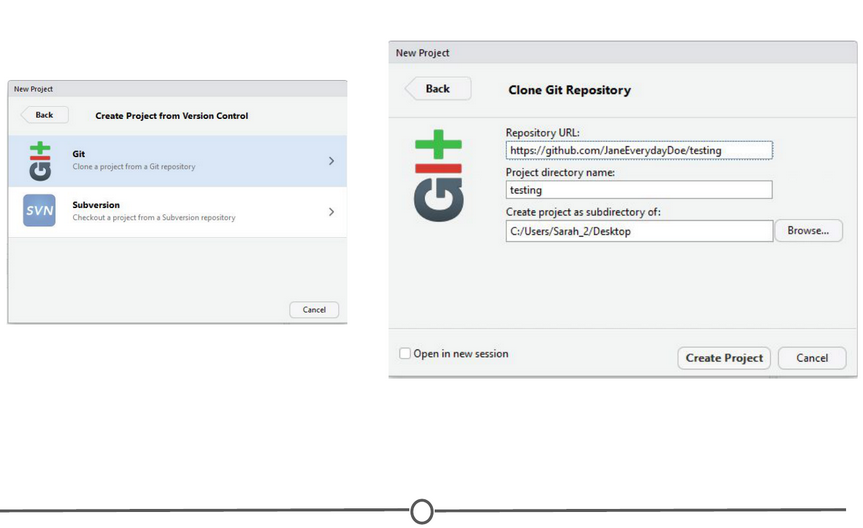 New Project
Back
Create Project from Version Control
git
Git
Clone a project from a Git repository
SVN
Subversion
Checkout a project from a Subversion repository
Cancel
New Project
Back
Clone Git Repository
git
Repository URL:
https://github.com/JaneEverydayDoe/testing
Project directory name:
testing
Create project as subdirectory of:
C:/Users/Sarah_2/Desktop
Browse...
Open in new session
Create Project
Cancel